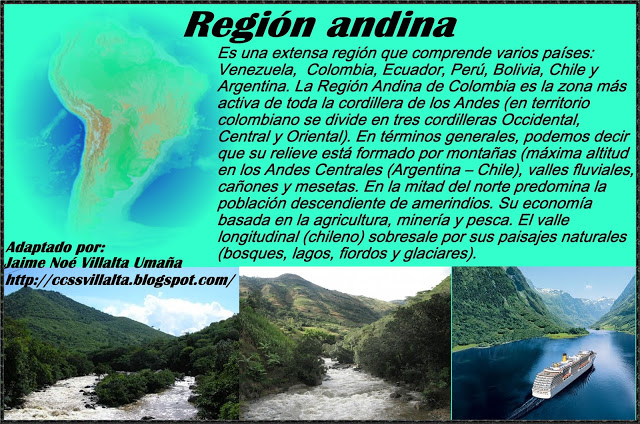 Región andina
Es una extensa región que comprende varios países:
Venezuela, Colombia, Ecuador, Perú, Bolivia, Chile y
Argentina. La Región Andina de Colombia es la zona más
activa de toda la cordillera de los Andes (en territorio
colombiano se divide en tres cordilleras Occidental,
Central y Oriental). En términos generales, podemos decir
que su relieve está formado por montañas (máxima altitud
en los Andes Centrales (Argentina – Chile), valles fluviales,
cañones y mesetas. En la mitad del norte predomina la
población descendiente de amerindios. Su economía
basada en la agricultura, minería y pesca. El valle
longitudinal (chileno) sobresale por sus paisajes naturales
(bosques, lagos, fiordos y glaciares).
Adaptado por:
Jaime Noé Villalta Umaña
http://ccssvillalta.blogspot.com/